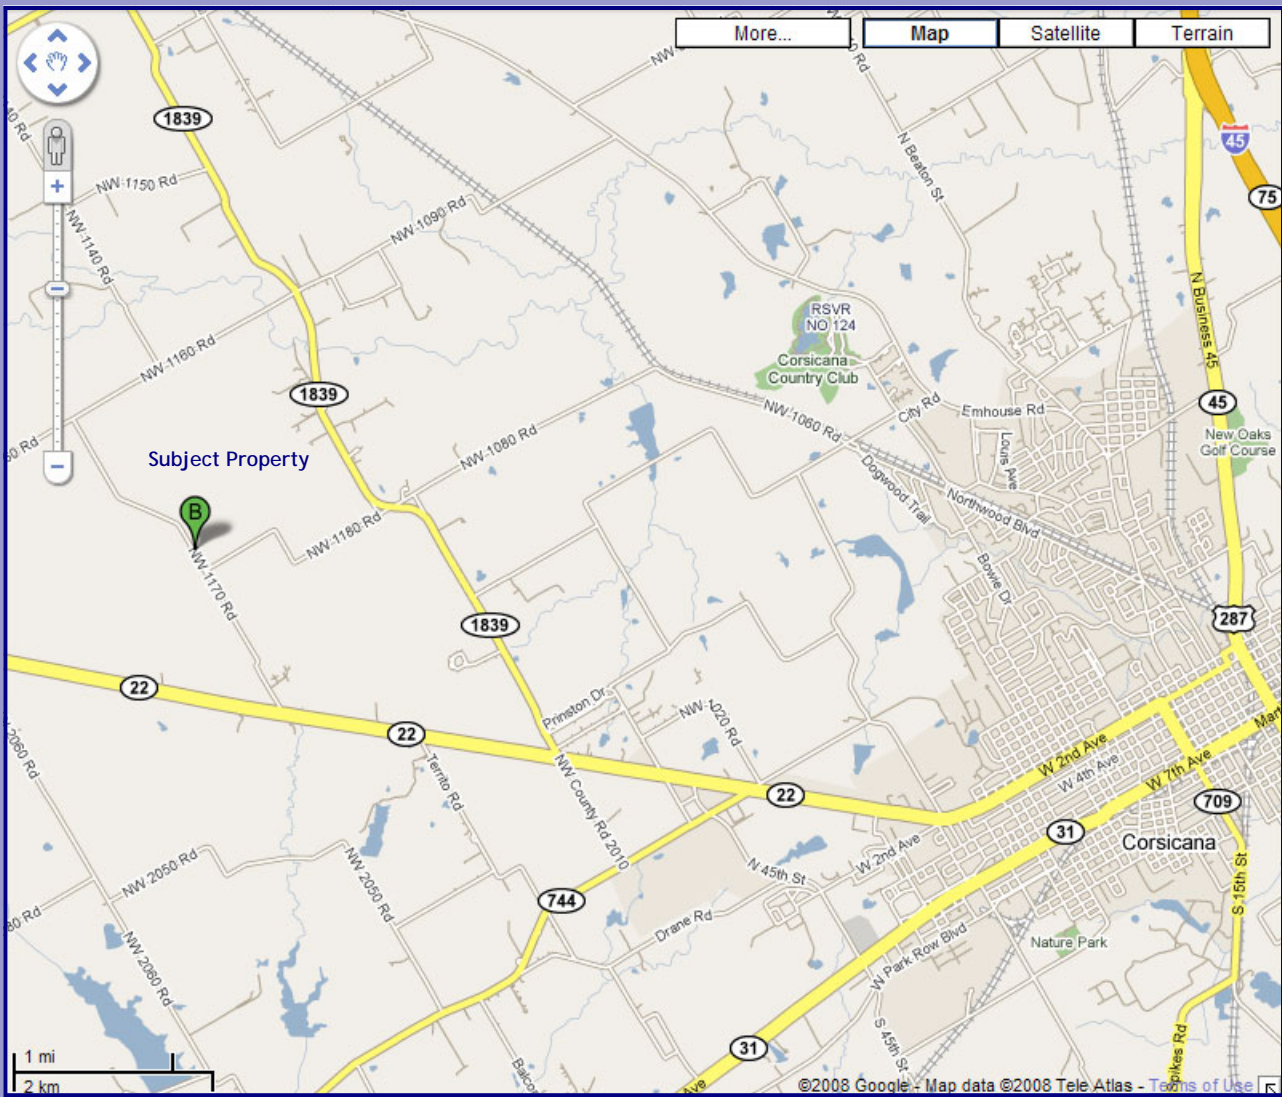 More...
Map
Satellite
Terrain
1839
45
75
NW 1150 Rd
NW 1140 Rd
NW 1090 Rd
N Beaton St
N Business 45
RSVR
NO 124
Corsicana
Country Club
NW 1160 Rd
1839
NW 1080 Rd
NW 1060 Rd
City Rd
Emhouse Rd
Louis Ave
45
New Oaks
Golf Course
Subject Property
B
Dogwood Trail
Northwood Blvd
NW 1180 Rd
Bowie Dr
NW 1170 Rd
1839
287
22
22
Prinston Dr
NW 1020 Rd
Territo Rd
NW County Rd 2010
22
W 2nd Ave
W 4th Ave
W 7th Ave
709
31
Corsicana
W 2nd Ave
N 45th St
NW 2050 Rd
NW 2050 Rd
744
Drane Rd
S 15th St
Nature Park
W Park Row Blvd
NW 2060 Rd
S 45th St
31
1 mi
2 km
©2008 Google - Map data ©2008 Tele Atlas - Terms of Use